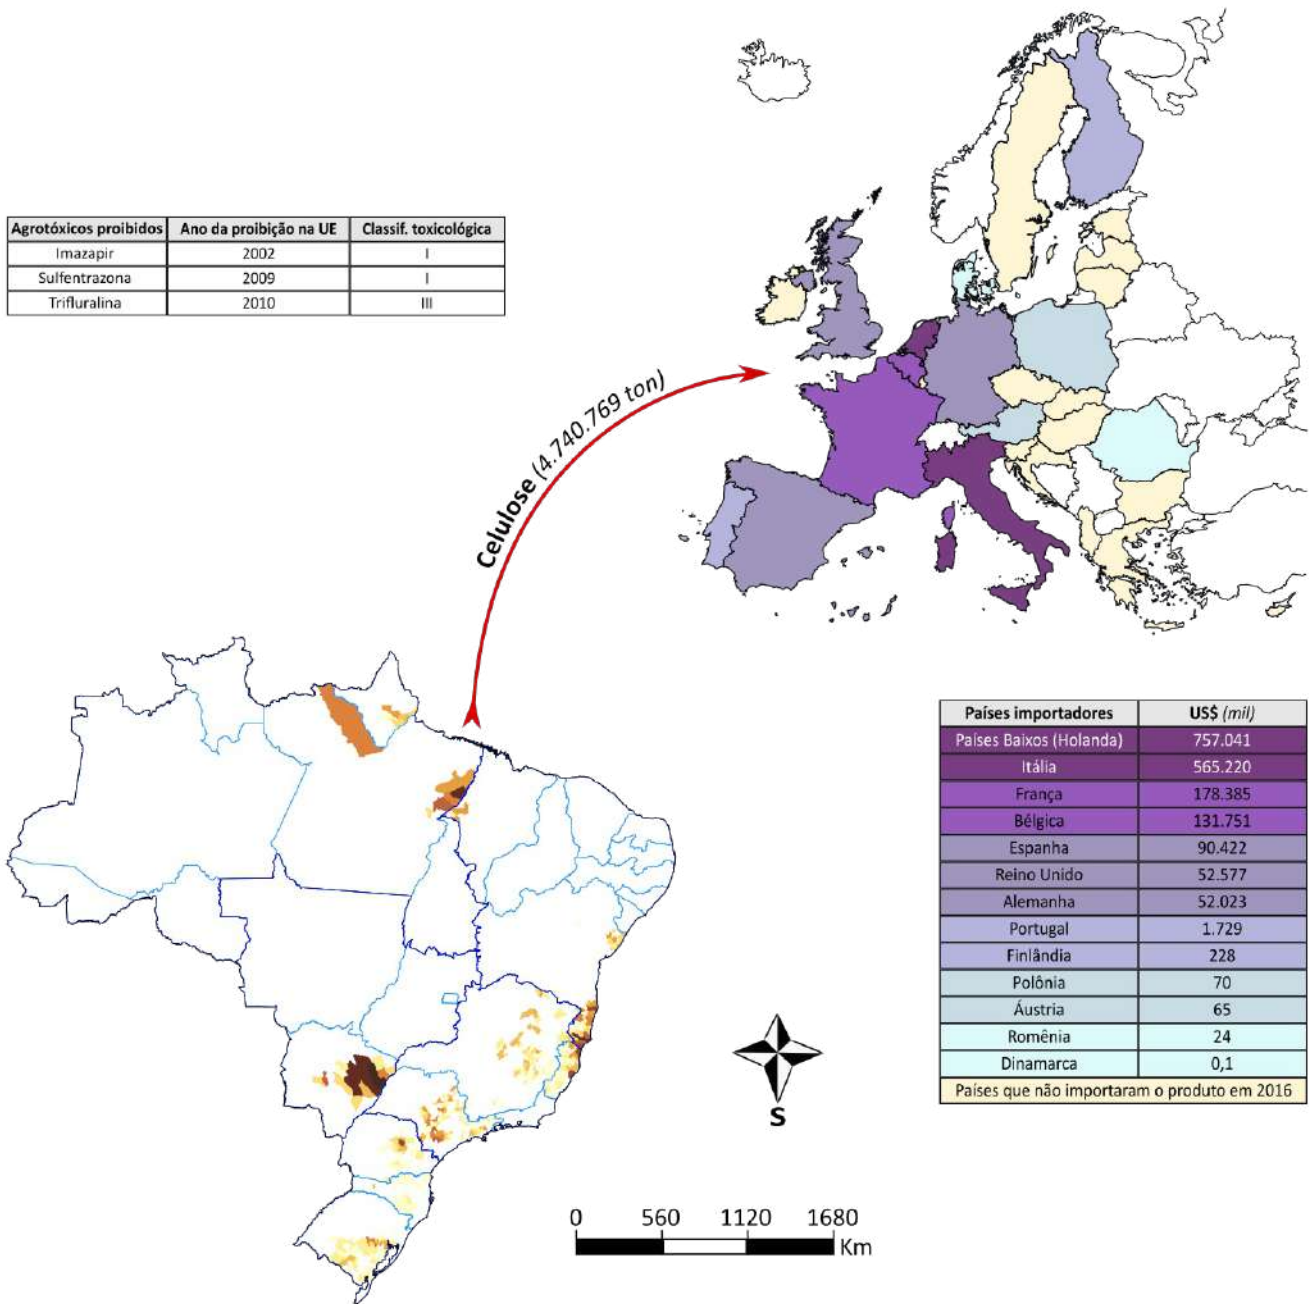 Agrotóxicos proibidos Ano da proibição na UE Classif. toxicológica
Imazapir 2002 I
Sulfentrazona 2009 I
Trifluralina 2010 III
Celulose (4.740.769 ton)
Países importadores US$ (mil)
Países Baixos (Holanda) 757.041
Itália 565.220
França 178.385
Bélgica 131.751
Espanha 90.422
Reino Unido 52.577
Alemanha 52.023
Portugal 1.729
Finlândia 228
Polônia 70
Áustria 65
Romênia 24
Dinamarca 0,1
Países que não importaram o produto em 2016
S
0 560 1120 1680
Km